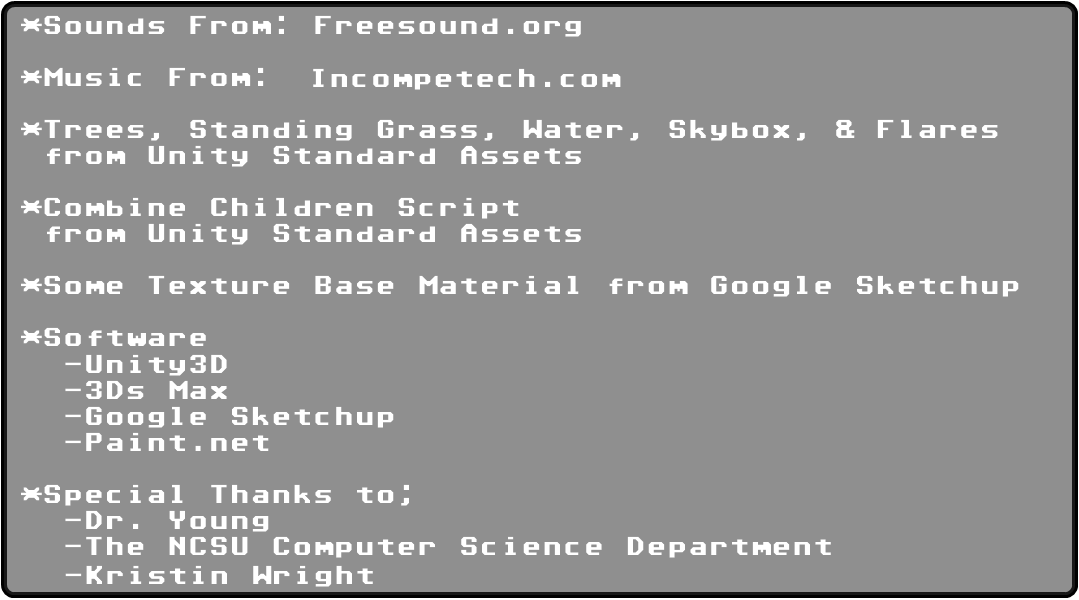 *Sounds From: Freesound.org
*Music From: Incompetech.com
*Trees, Standing Grass, Water, Skybox, & Flares
from Unity Standard Assets
*Combine Children Script
from Unity Standard Assets
*Some Texture Base Material from Google Sketchup
*Software
-Unity3D
-3Ds Max
-Google Sketchup
-Paint.net
*Special Thanks to;
-Dr. Young
-The NCSU Computer Science Department
-Kristin Wright